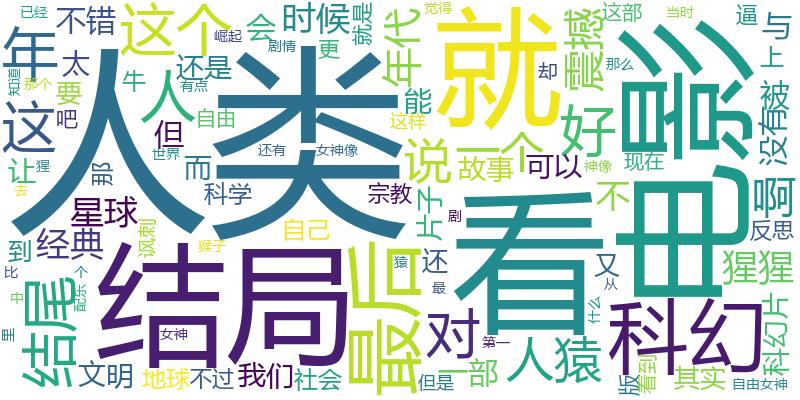 已经
不错
这个
会
时候
就是
年代
觉得
更
能
就
震撼
这部
当时
逼
与
上
年
太
崛起
剧情
电影
知道
那个
要
牛
还是
有点
人
人类
却
那么
没有
被
这
吧
但
自由
这样
好
让
猩
那
世界
还有
女神像
说
一个
故事
可以
神像
现在
不
啊
去
而
科学
宗教
片子
看
反思
到
经典
星球
讽刺
自己
猴子
剧
又
猩猩
比
个
中
配乐
结尾
结局
最后
猿
还
最
从
什么
科幻
科幻片
里
女神
对
第一
人猿
文明
地球
不过
我们
社会
但是
一部
版
看到
其实
自由女神